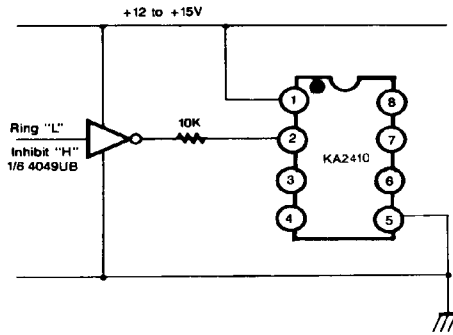 +12 to +15V
10K
Ring "L"
Inhibit "H"
1/6 4049UB
KA2410
1
2
3
4
8
7
6
5